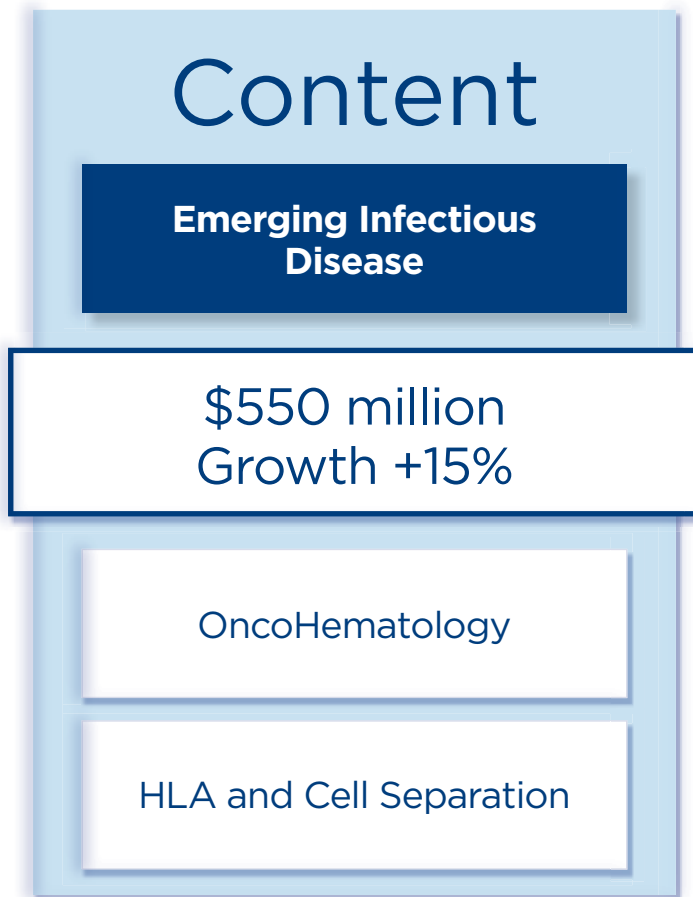 Content
Emerging Infectious
Disease
$550 million
Growth +15%
OncoHematology
HLA and Cell Separation